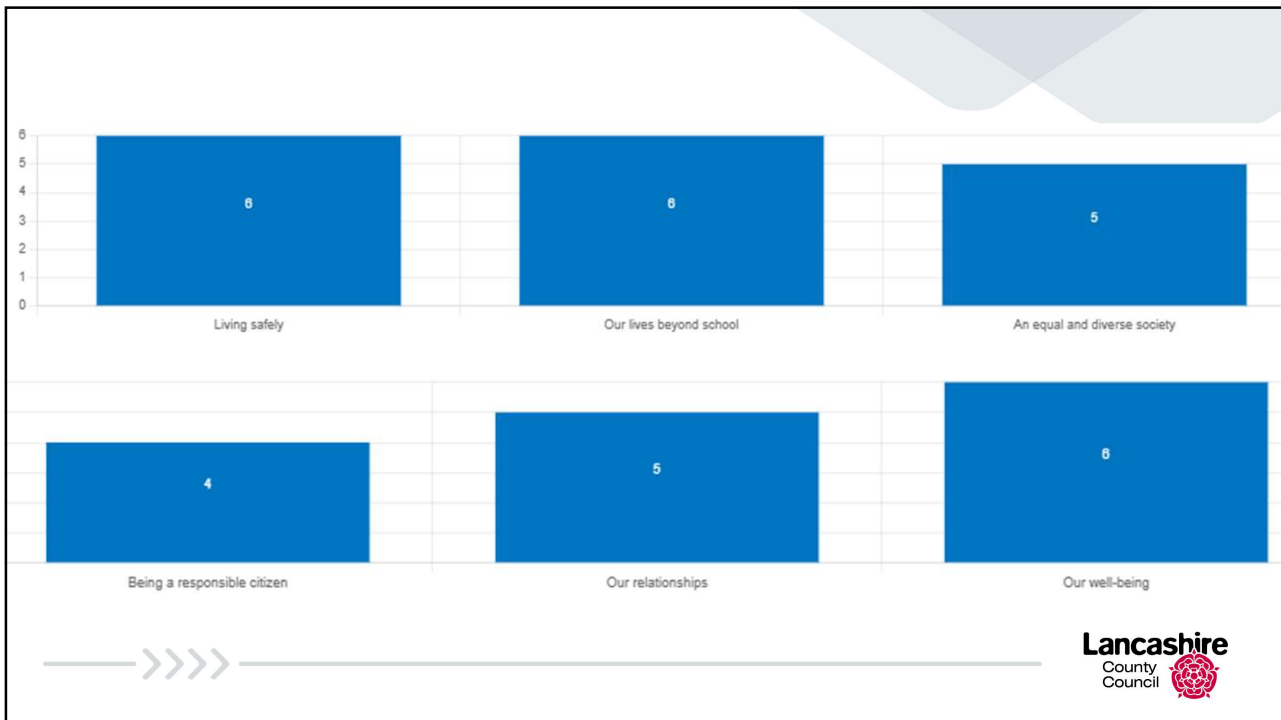 6
5
4
3
2
1
0
6
6
5
Living safely
Our lives beyond school
An equal and diverse society
4
5
6
Being a responsible citizen
Our relationships
Our well-being
Lancashire
County
Council